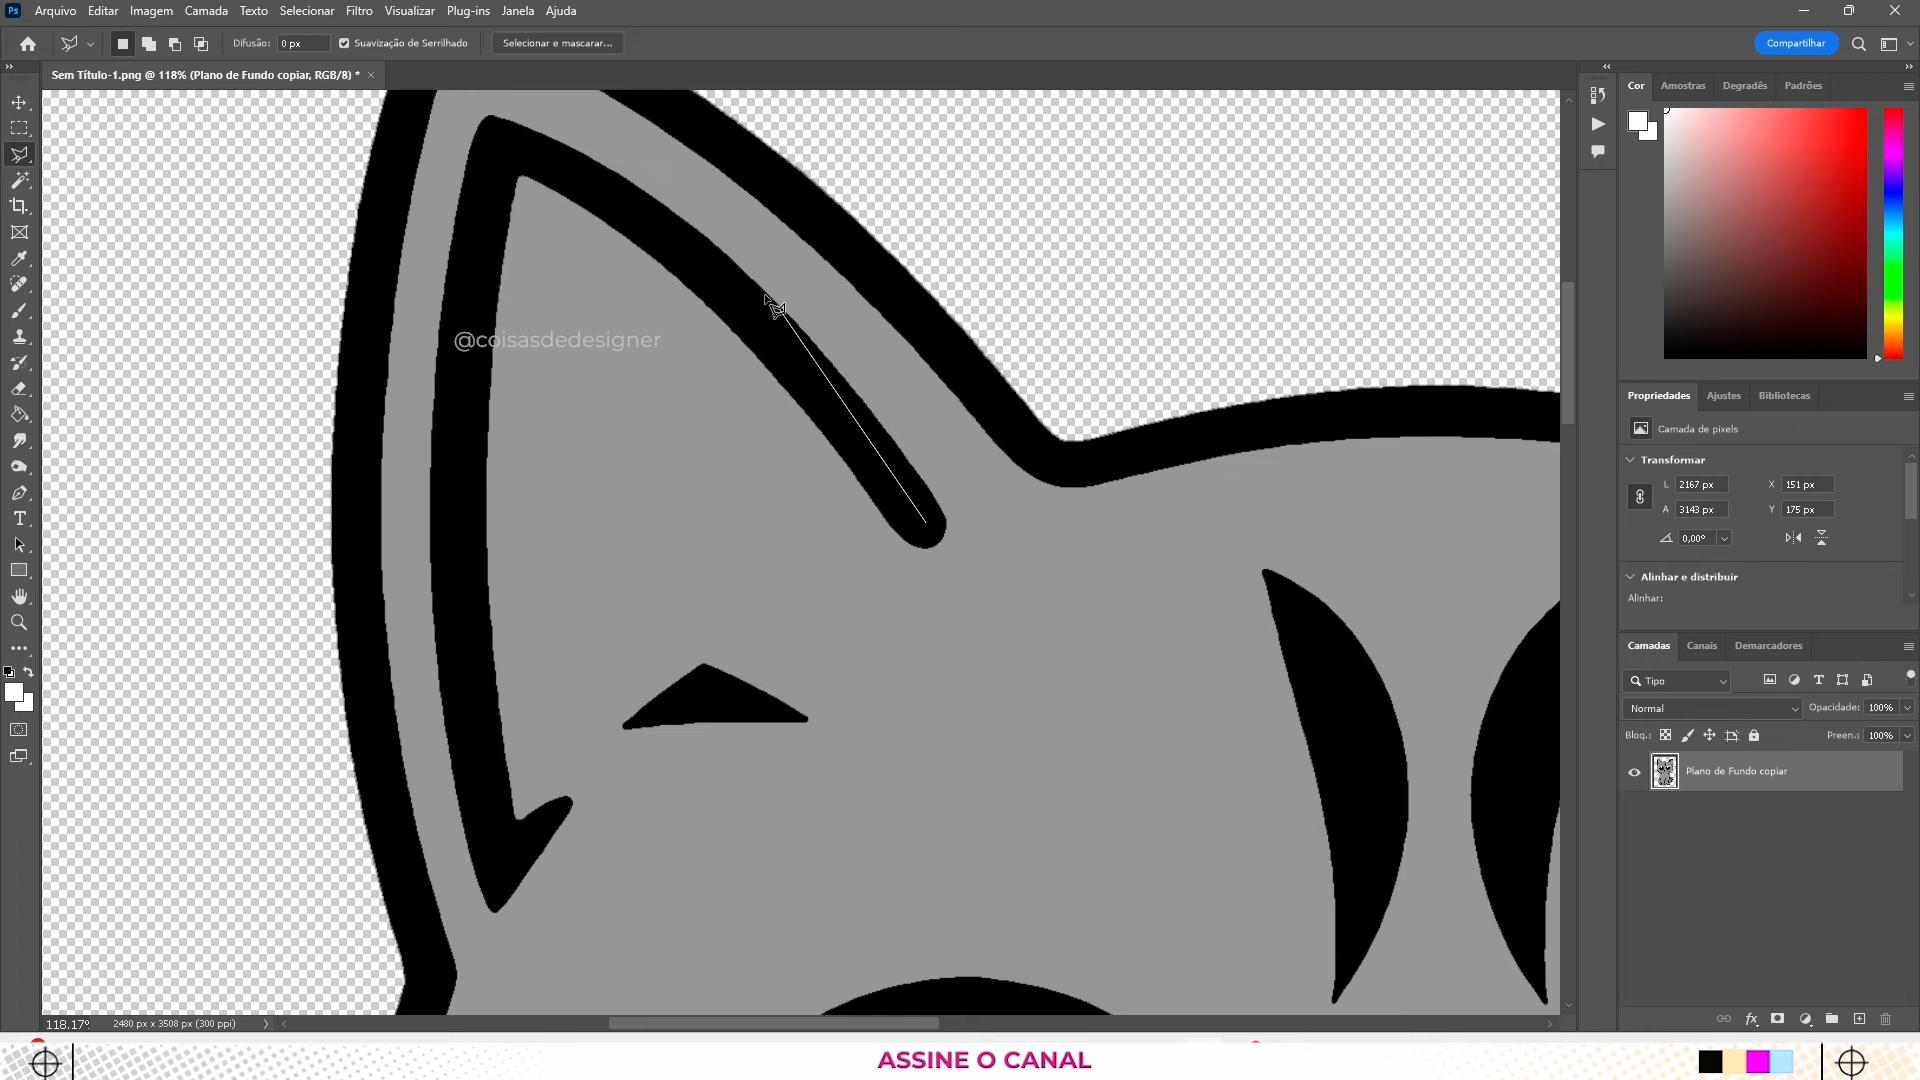 Ps Arquivo Editar Imagem Camada Texto Selecionar Filtro Visualizar Plug-ins Janela Ajuda
Difusão: 0 px Suavização de Serrilhado Selecionar e mascarar... Compartilhar
Sem Título-1.png @ 118% (Plano de Fundo copiar, RGB/8) * ×
Cor Amostras Degradês Padrões
@coisasdedesigner
Propriedades Ajustes Bibliotecas
Camada de pixels
Transformar
L 2167 px X 151 px
A 3143 px Y 175 px
0,00°
Alinhar e distribuir
Alinhar:
Camadas Canais Demarcadores
Tipo
Normal Opacidade: 100%
Bloq.: Preen.: 100%
Plano de Fundo copiar
118.17% 2480 px x 3508 px (300 ppi)
ASSINE O CANAL